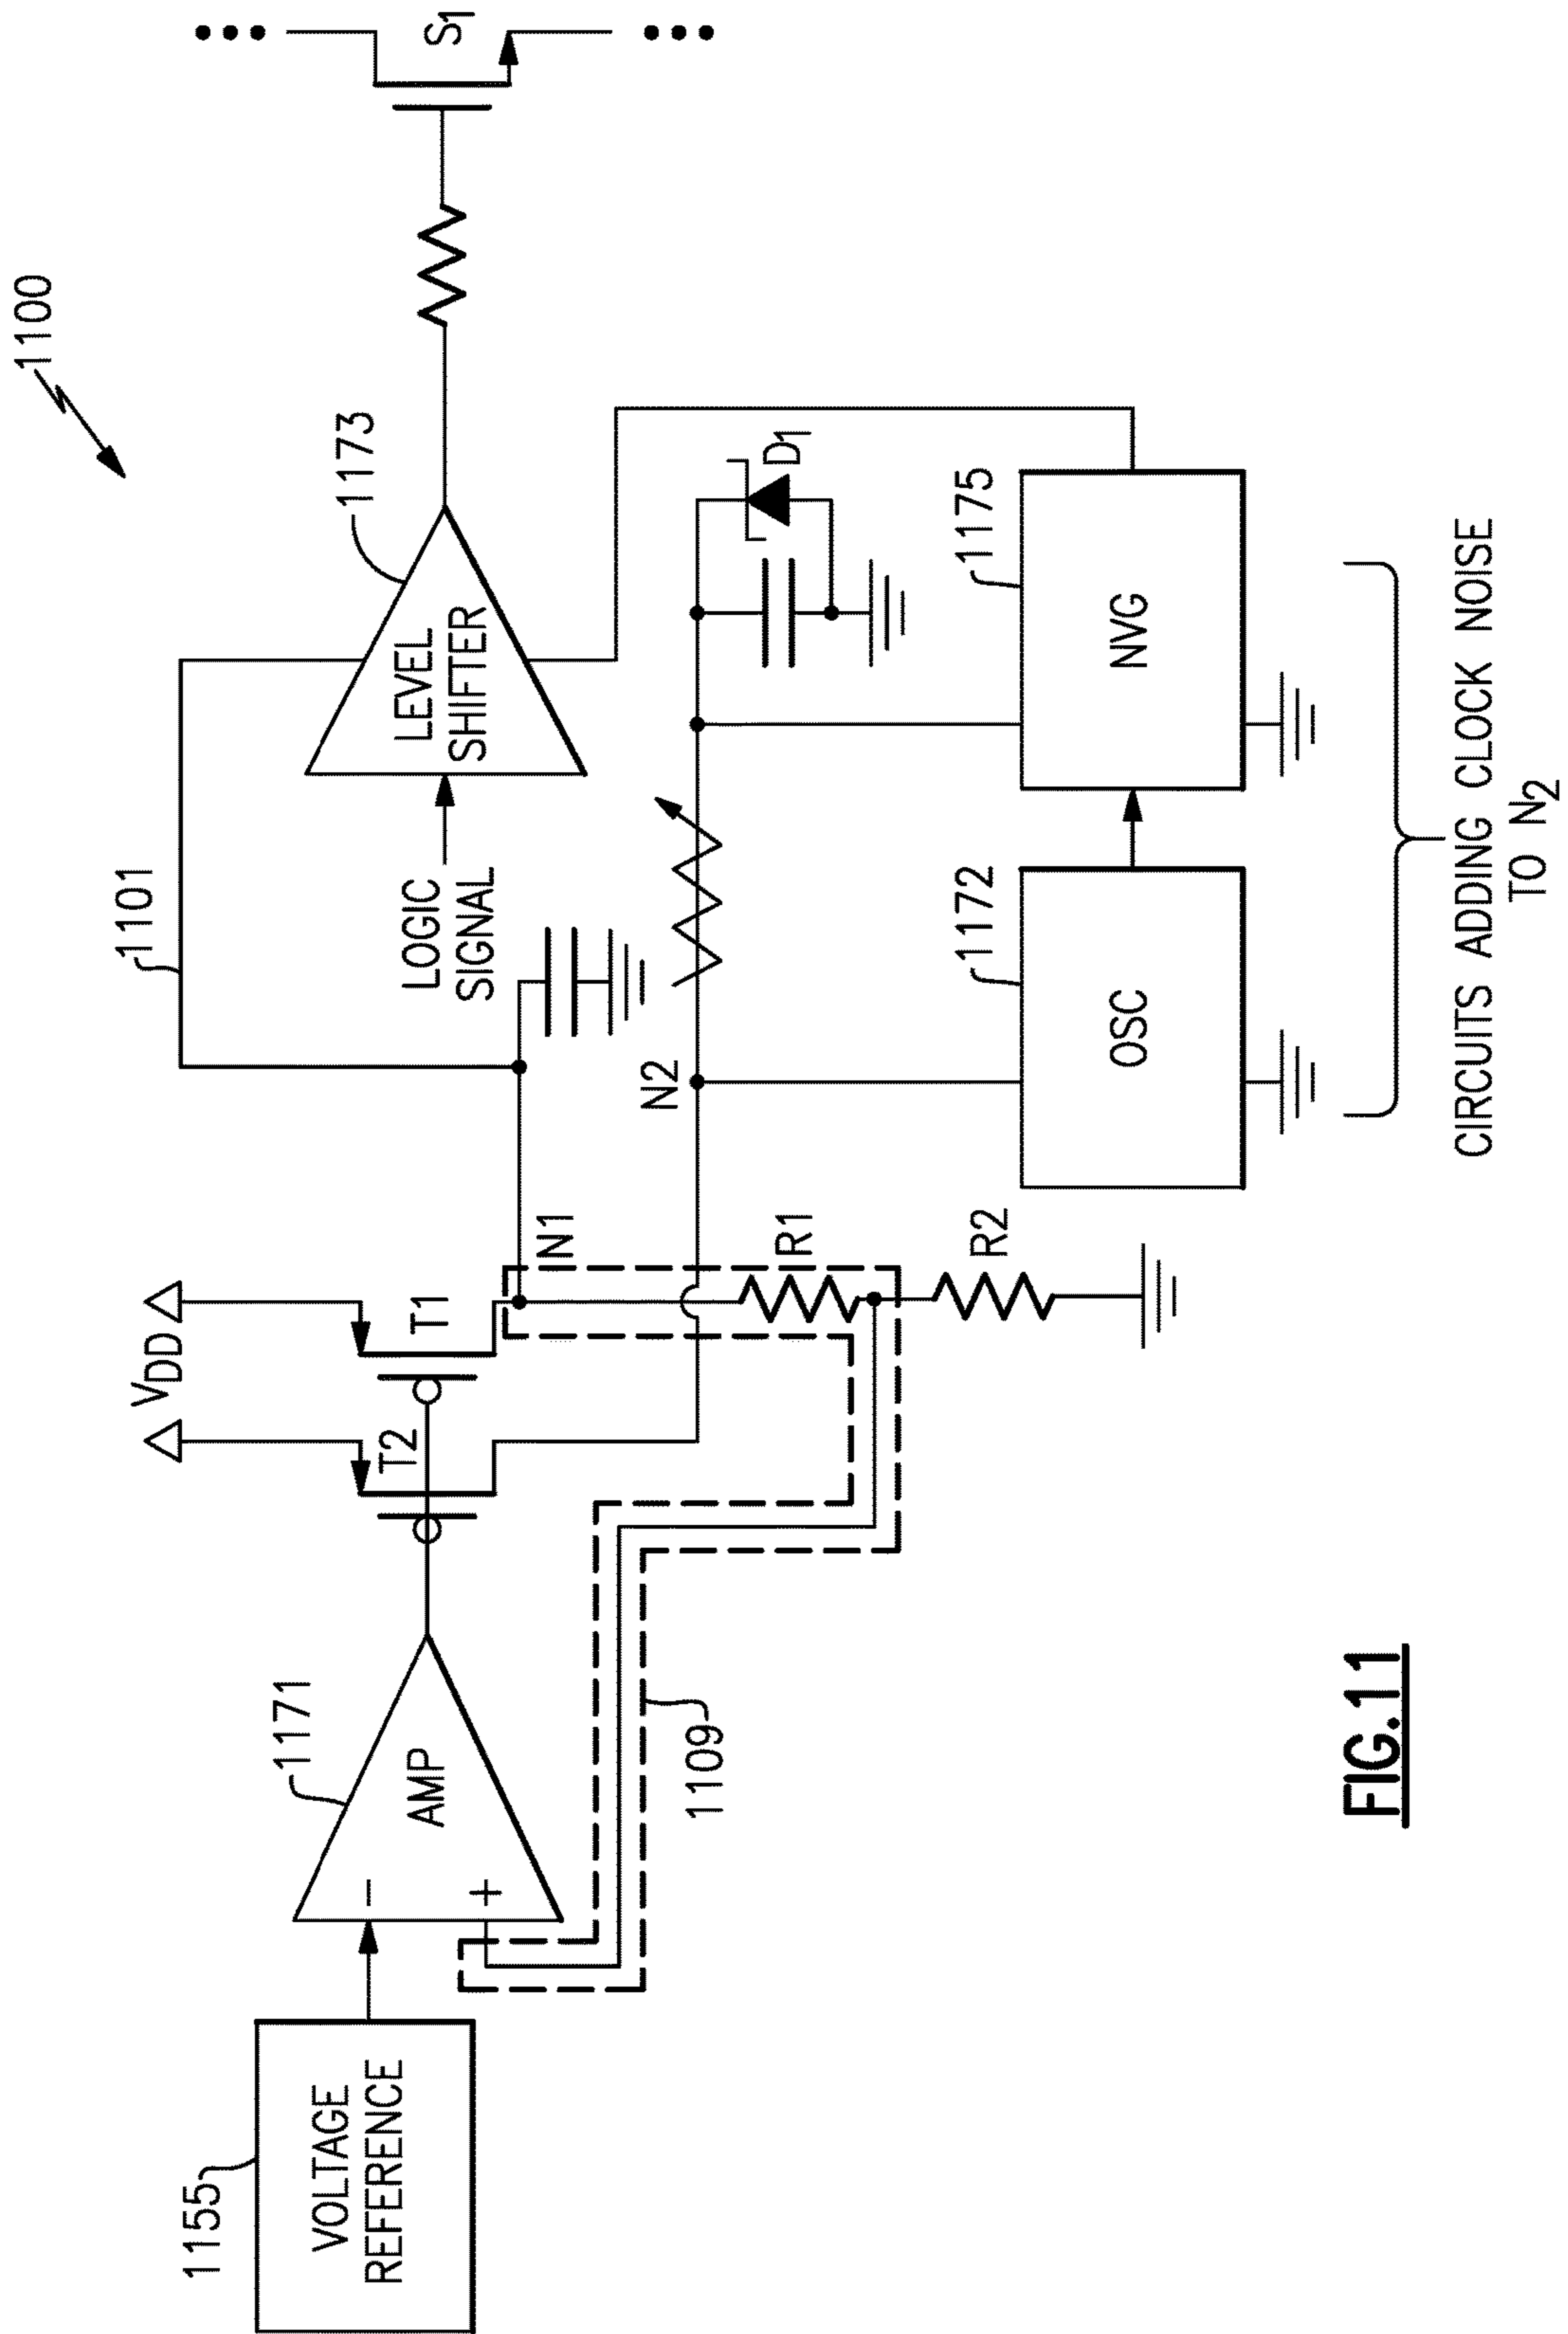 1100
1155
VOLTAGE
REFERENCE
1171
AMP
−
+
1109
VDD
T2
T1
N1
R1
R2
1101
LOGIC
SIGNAL
LEVEL
SHIFTER
1173
S1
N2
D1
1172
OSC
1175
NVG
CIRCUITS ADDING CLOCK NOISE
TO N2
FIG.11